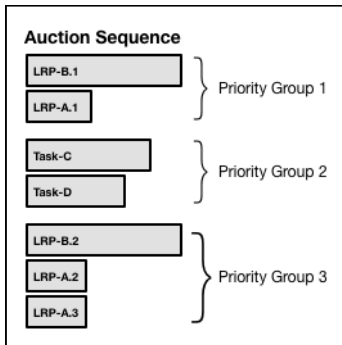 Auction Sequence
LRP-B.1
LRP-A.1
Priority Group 1
Task-C
Task-D
Priority Group 2
LRP-B.2
LRP-A.2
LRP-A.3
Priority Group 3